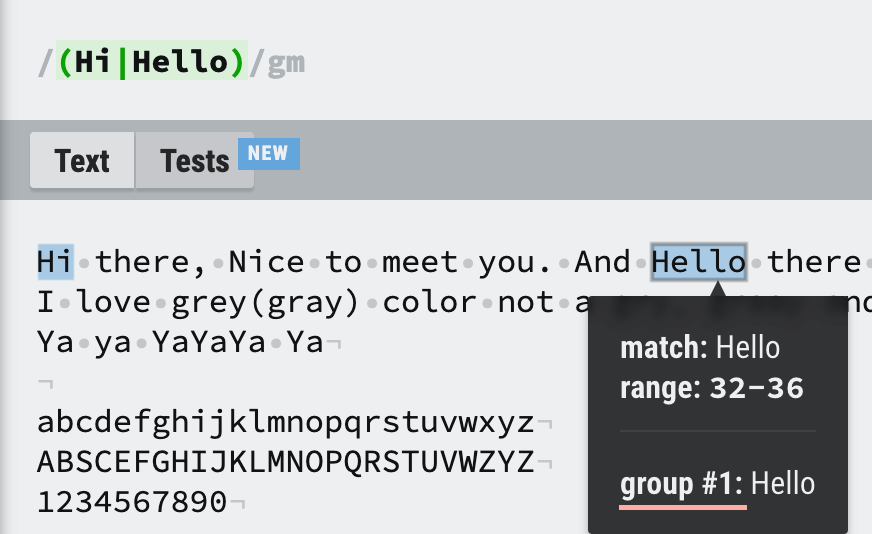 /(Hi|Hello)/gm
Text
Tests
NEW
Hi•there,•Nice•to•meet•you.•And•Hello•there•
I•love•grey(gray)•color•not•a
Ya•ya•YaYaYa•Ya¬
¬
abcdefghijklmnopqrstuvwxyz¬
ABSCEFGHIJKLMNOPQRSTUVWZYZ¬
1234567890¬
match: Hello
range: 32-36
group #1: Hello